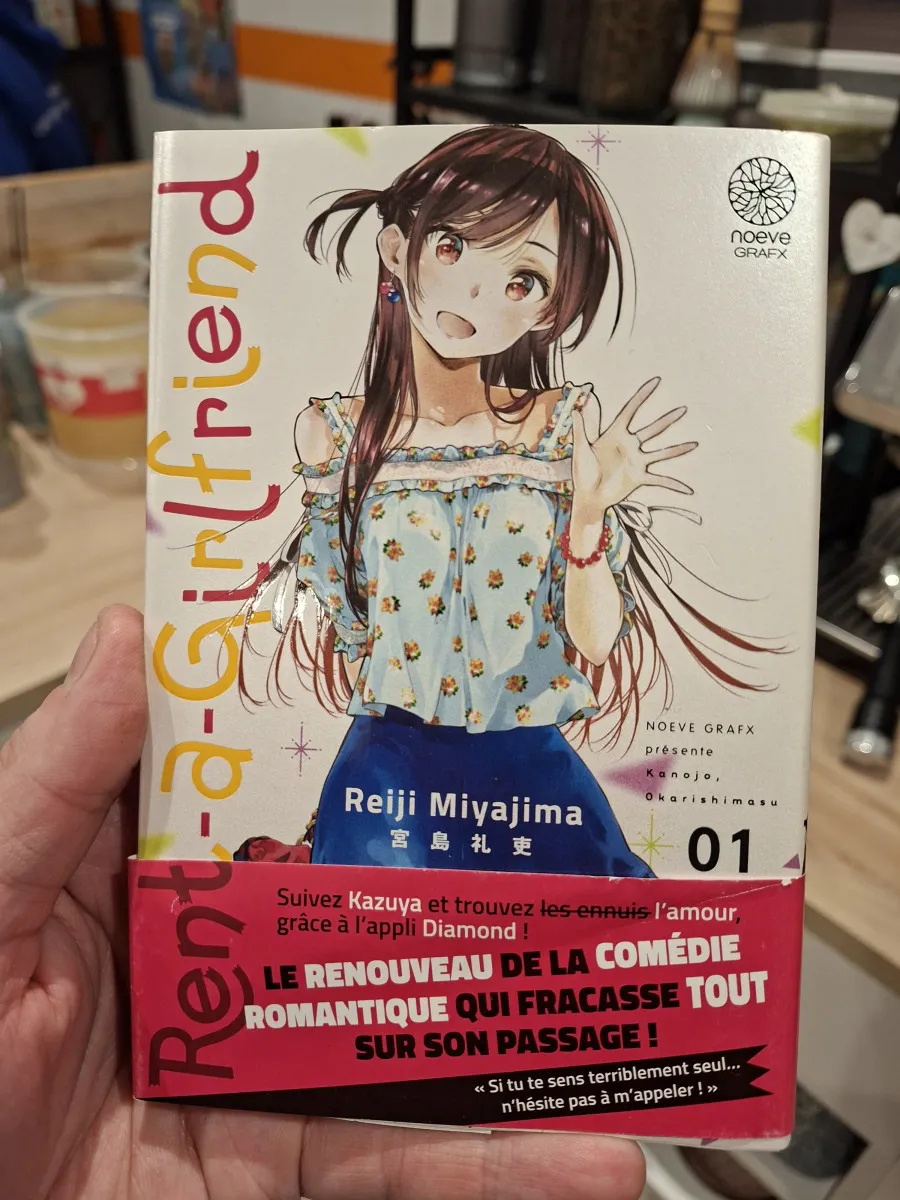 Rent-a-Girlfriend
noeve
GRAFX
NOEVE GRAFX
présente
Kanojo,
Okarishimasu
01
Reiji Miyajima
宮島礼吏
Suivez Kazuya et trouvez les ennuis l'amour,
grâce à l'appli Diamond !
LE RENOUVEAU DE LA COMÉDIE
ROMANTIQUE QUI FRACASSE TOUT
SUR SON PASSAGE !
« Si tu te sens terriblement seul...
n'hésite pas à m'appeler ! »